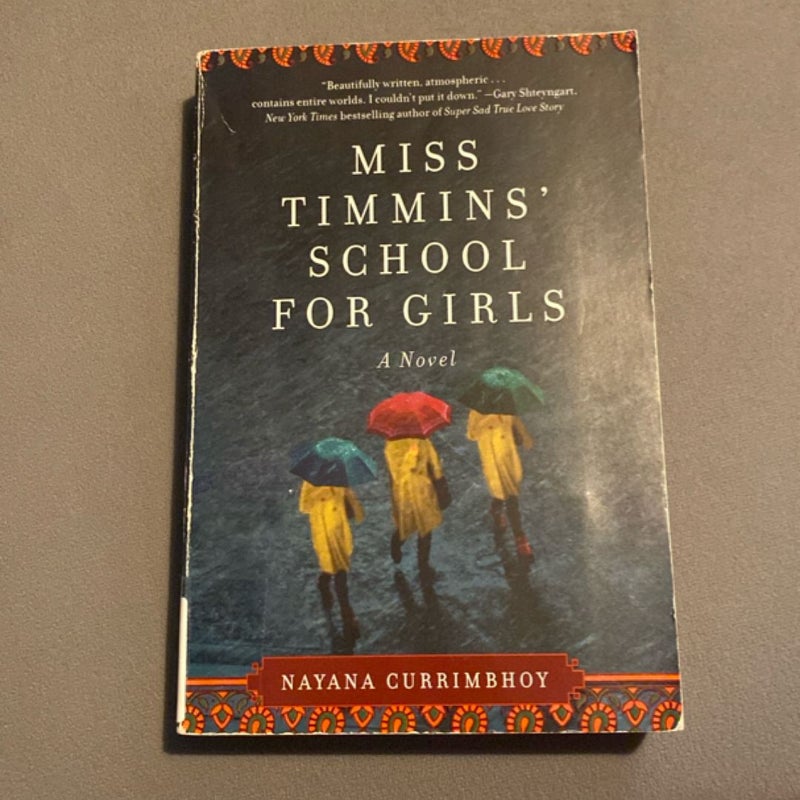 "Beautifully written, atmospheric . . .
contains entire worlds. I couldn't put it down." —Gary Shteyngart,
New York Times bestselling author of Super Sad True Love Story
MISS
TIMMINS'
SCHOOL
FOR GIRLS
A Novel
NAYANA CURRIMBHOY